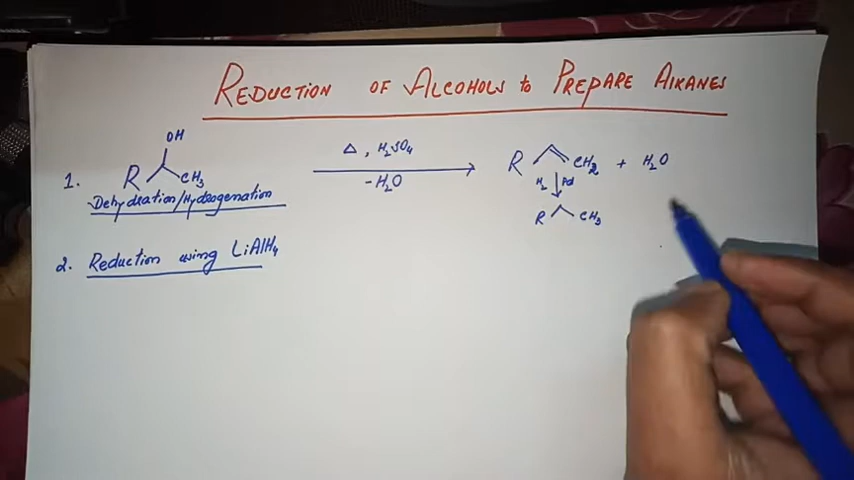 REDUCTION OF ALCOHOLS to PREPARE ALKANES
OH
1. R CH3 Δ, H2SO4 R CH2 + H2O
-H2O
H2 Pd
Dehydration/Hydrogenation
R CH3
2. Reduction using LiAlH4